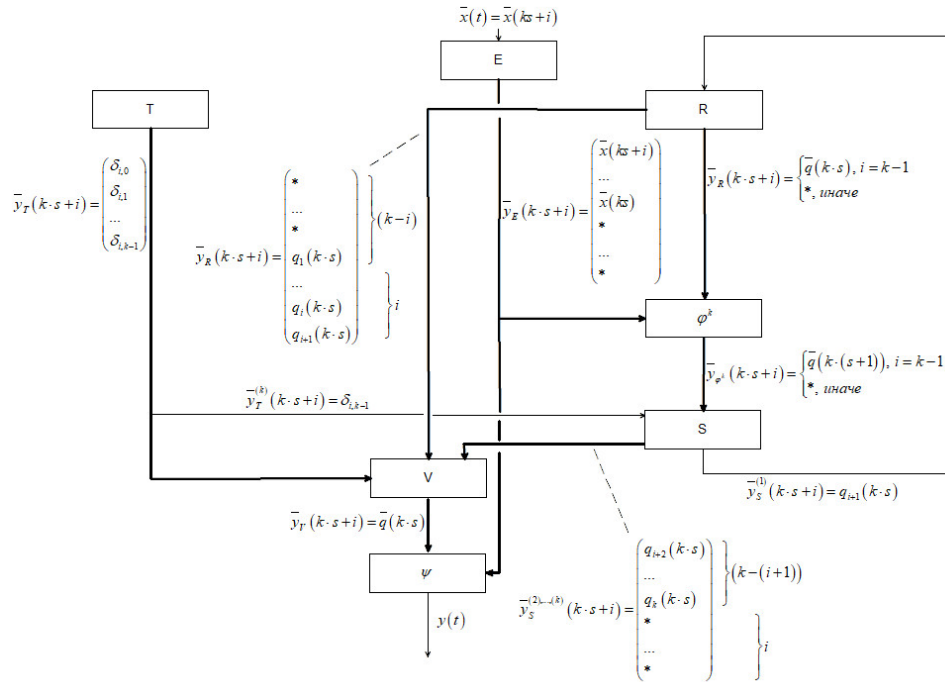 x̄(t) = x̄(ks+i)
E
T
R
ȳ_T(k·s+i) = (δ_{i,0} δ_{i,1} ... δ_{i,k−1})
ȳ_R(k·s+i) = (* ... * q_1(k·s) ... q_i(k·s) q_{i+1}(k·s)) }(k−i) }i
ȳ_E(k·s+i) = (x̄(ks+i) ... x̄(ks) * ... *)
ȳ_R(k·s+i) = { q̄(k·s), i = k−1
*, иначе
φ^k
ȳ_{φ^k}(k·s+i) = { q̄(k·(s+1)), i = k−1
*, иначе
ȳ_T^{(k)}(k·s+i) = δ_{i,k−1}
S
V
ȳ_S^{(1)}(k·s+i) = q_{i+1}(k·s)
ȳ_V(k·s+i) = q̄(k·s)
ψ
ȳ_S^{(2),...,(k)}(k·s+i) = (q_{i+2}(k·s) ... q_k(k·s) * ... *) }(k−(i+1)) }i
y(t)